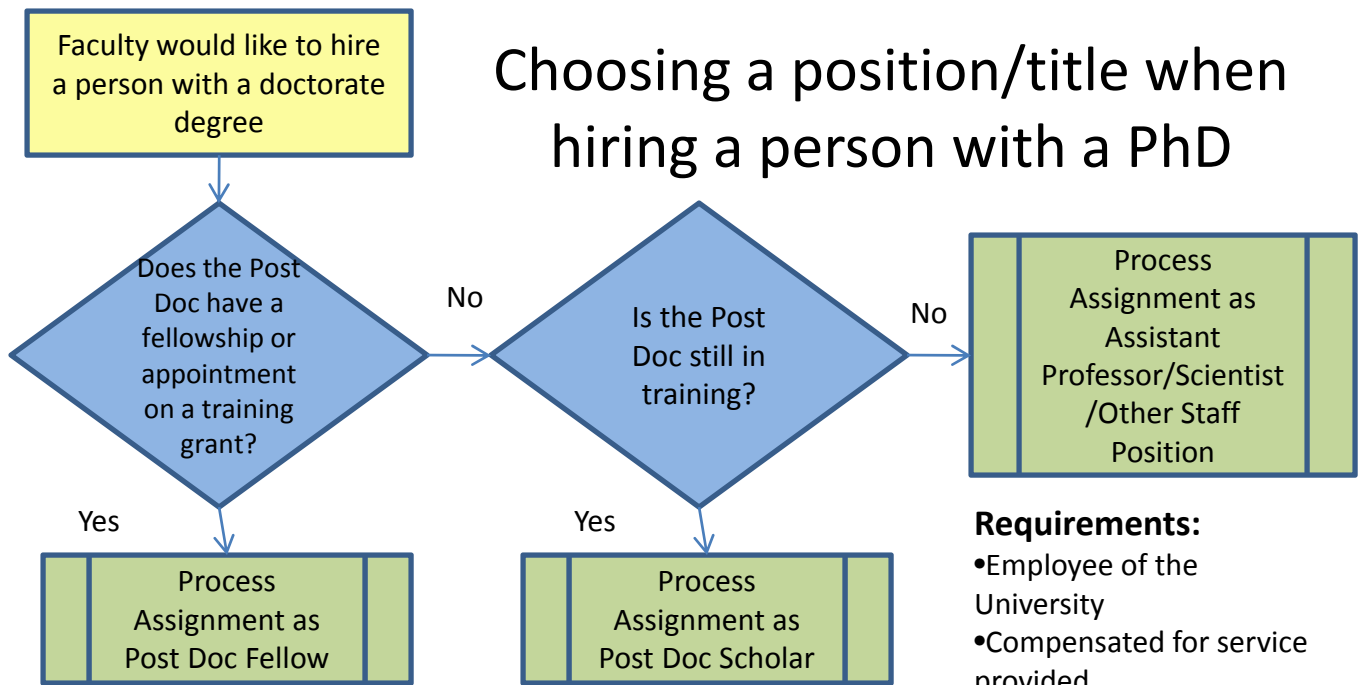 Faculty would like to hire
a person with a doctorate
degree
Choosing a position/title when
hiring a person with a PhD
Does the Post
Doc have a
fellowship or
appointment
on a training
grant?
No
Is the Post
Doc still in
training?
No
Process
Assignment as
Assistant
Professor/Scientist
/Other Staff
Position
Yes
Process
Assignment as
Post Doc Fellow
Yes
Process
Assignment as
Post Doc Scholar
Requirements:
•Employee of the
University
•Compensated for service
provided